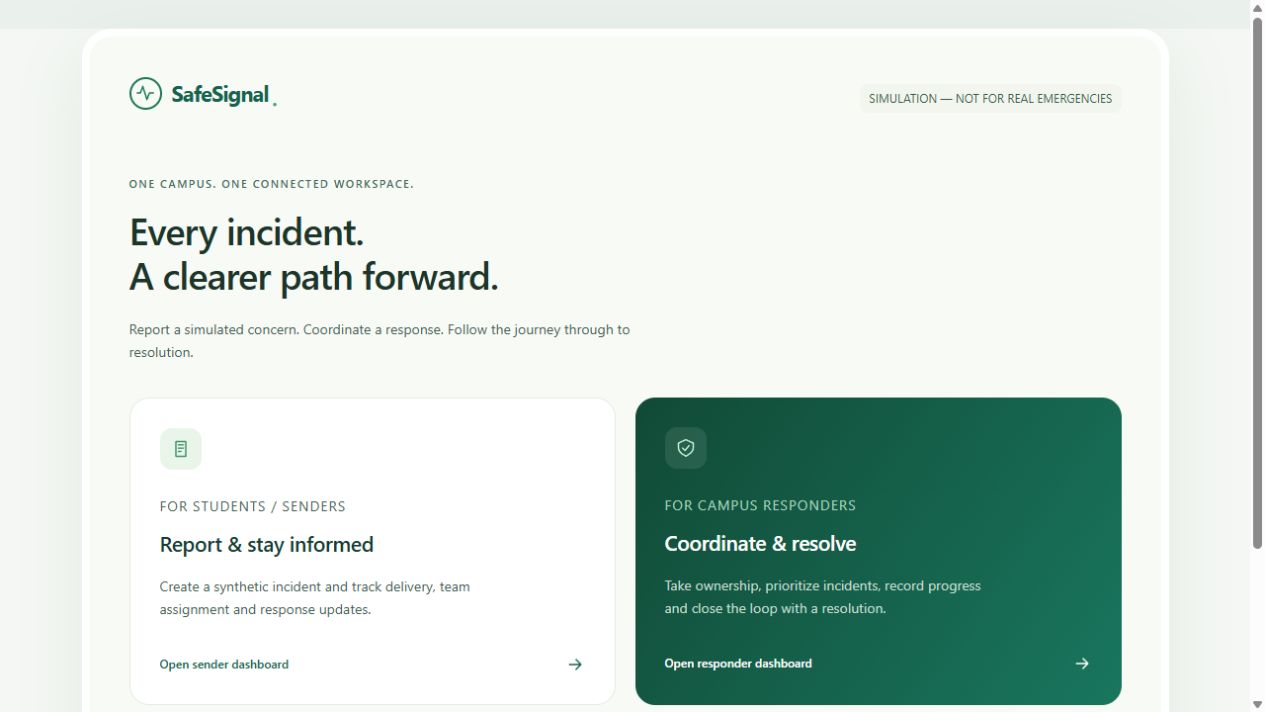 SafeSignal.
SIMULATION — NOT FOR REAL EMERGENCIES
ONE CAMPUS. ONE CONNECTED WORKSPACE.
Every incident.
A clearer path forward.
Report a simulated concern. Coordinate a response. Follow the journey through to
resolution.
FOR STUDENTS / SENDERS
Report & stay informed
Create a synthetic incident and track delivery, team
assignment and response updates.
Open sender dashboard
FOR CAMPUS RESPONDERS
Coordinate & resolve
Take ownership, prioritize incidents, record progress
and close the loop with a resolution.
Open responder dashboard